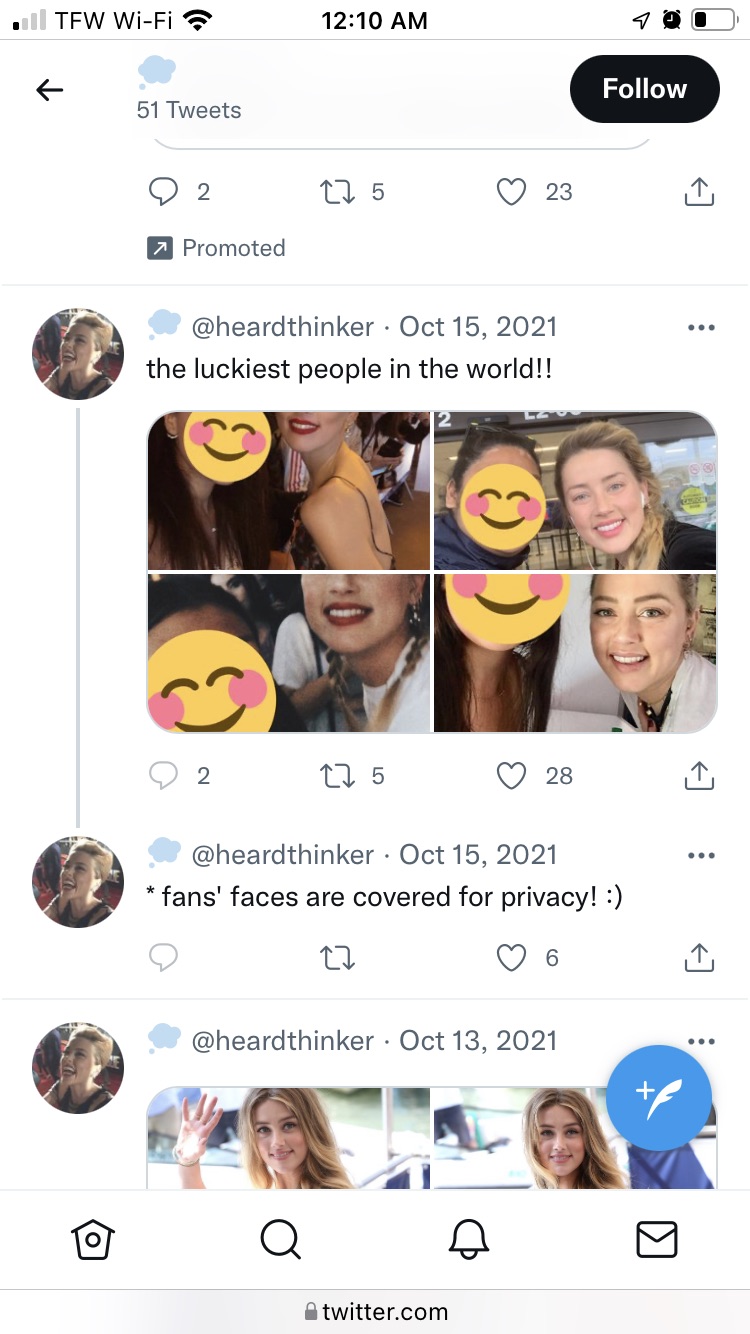 TFW Wi-Fi 12:10 AM
51 Tweets
Follow
2 5 23
Promoted
@heardthinker · Oct 15, 2021
the luckiest people in the world!!
2
2 5 28
@heardthinker · Oct 15, 2021
* fans' faces are covered for privacy! :)
6
@heardthinker · Oct 13, 2021
twitter.com